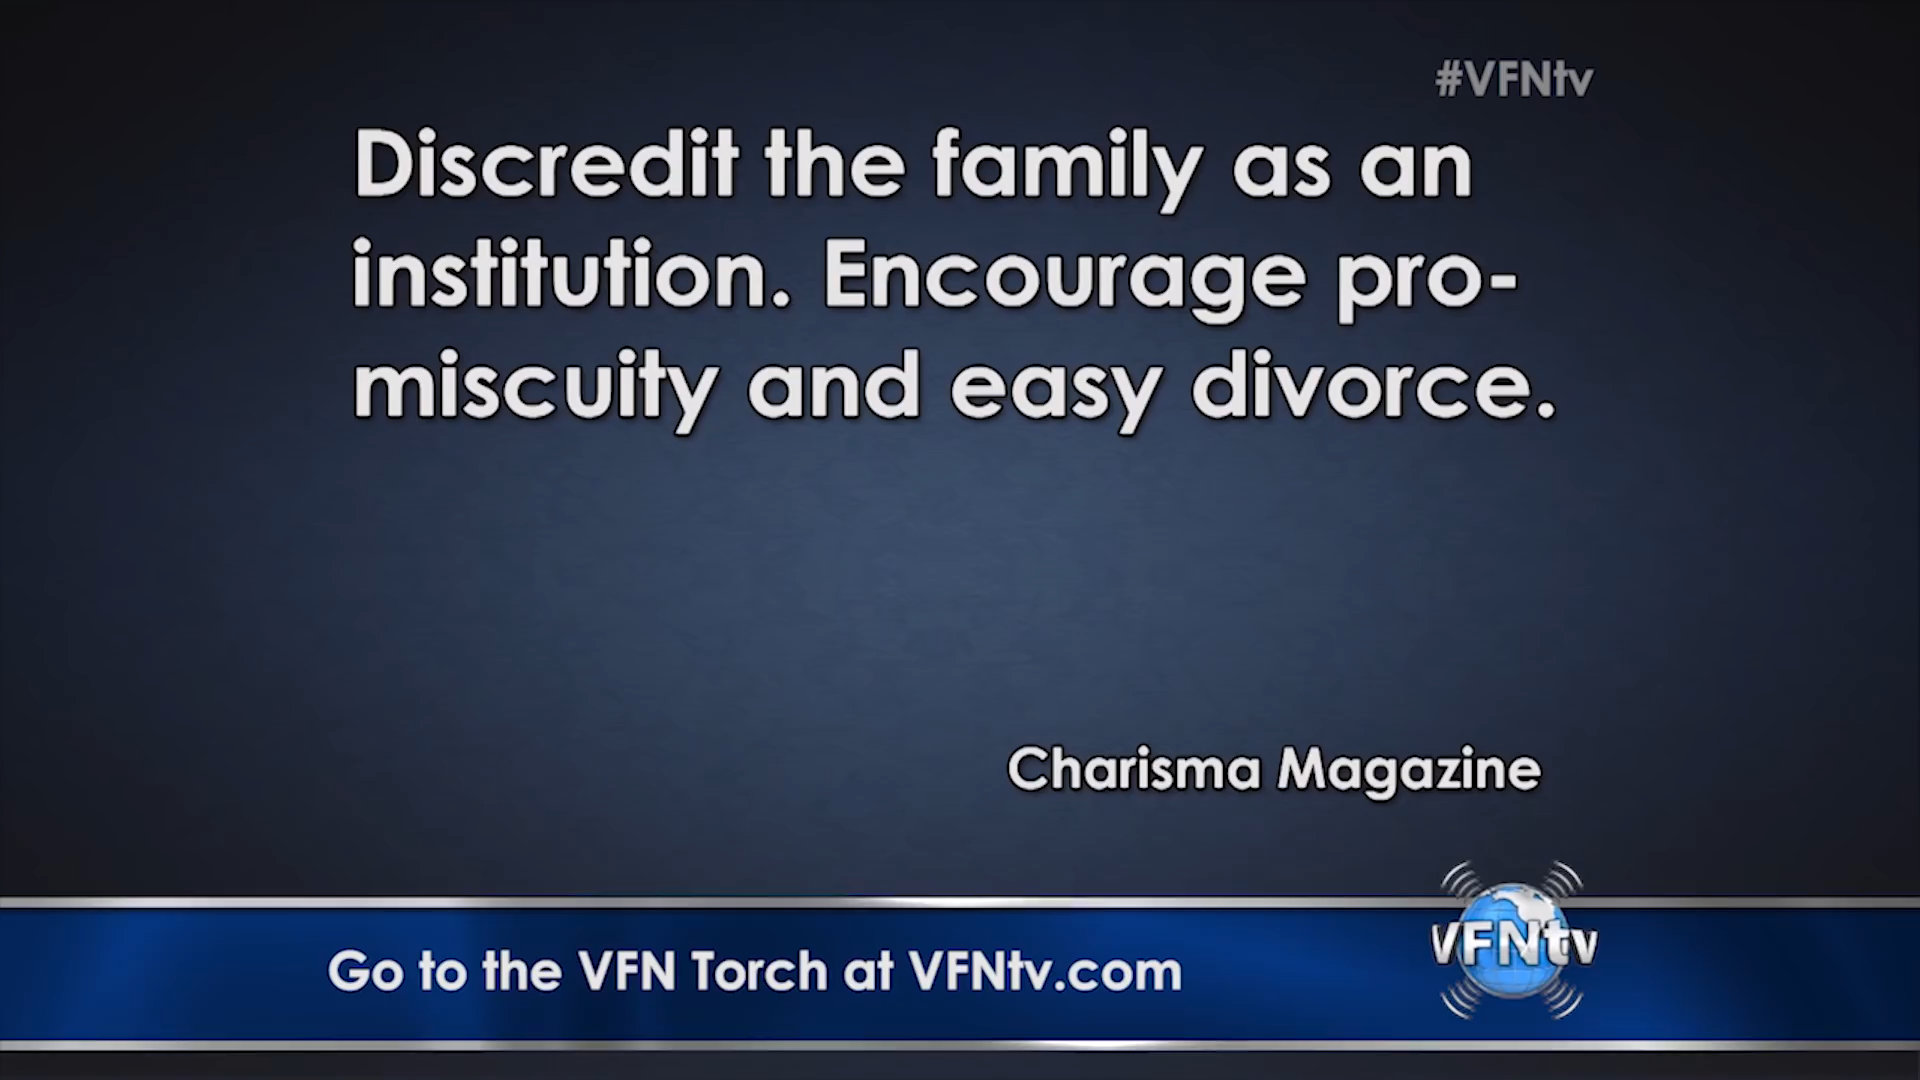 #VFNtv
Discredit the family as an
institution. Encourage pro-
miscuity and easy divorce.
Charisma Magazine
Go to the VFN Torch at VFNtv.com
VFNtv